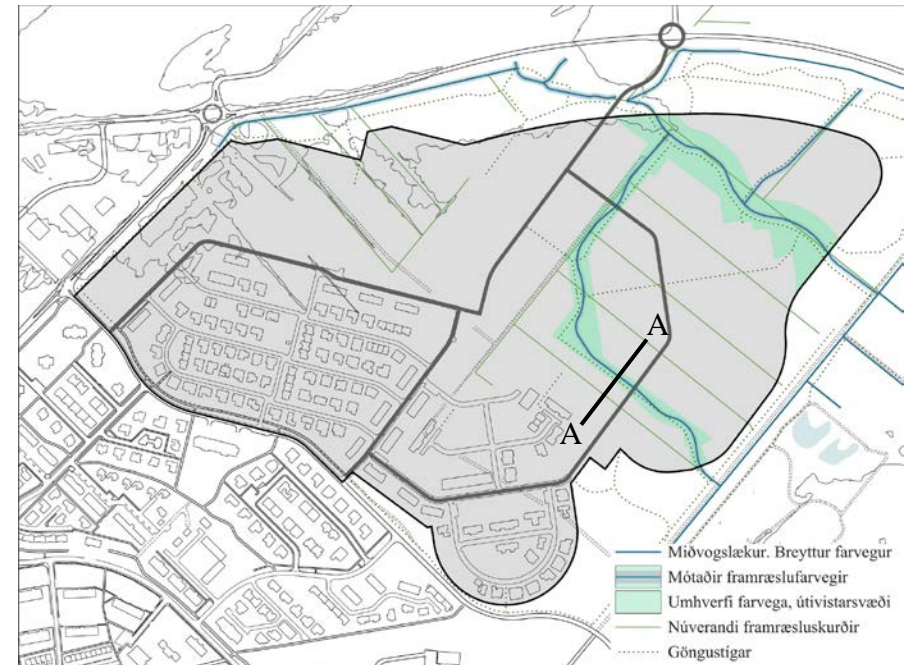 A
A
Miðvogslækur. Breyttur farvegur
Mótaðir framræslufarvegir
Umhverfi farvega, útivistarsvæði
Núverandi framræsluskurðir
Göngustígar